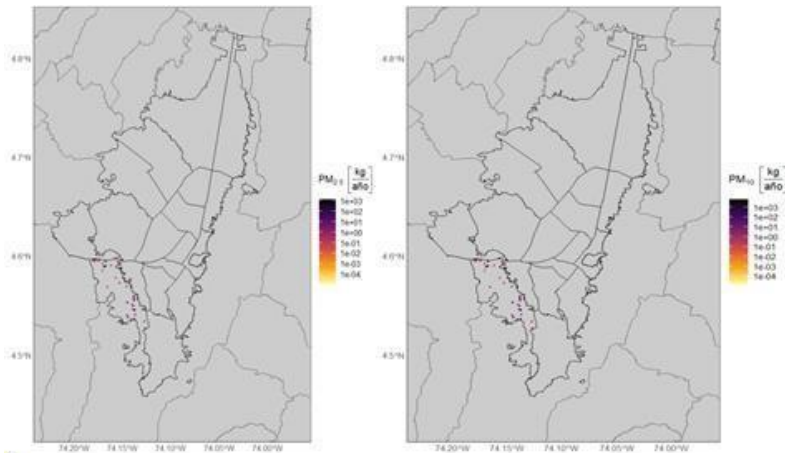 4.8°N
4.7°N
4.6°N
4.5°N
74.20°W 74.15°W 74.10°W 74.05°W 74.00°W
PM2.5 [kg/año]
1e+03
1e+02
1e+01
1e+00
1e-01
1e-02
1e-03
1e-04
4.8°N
4.7°N
4.6°N
4.5°N
74.20°W 74.15°W 74.10°W 74.05°W 74.00°W
PM10 [kg/año]
1e+03
1e+02
1e+01
1e+00
1e-01
1e-02
1e-03
1e-04